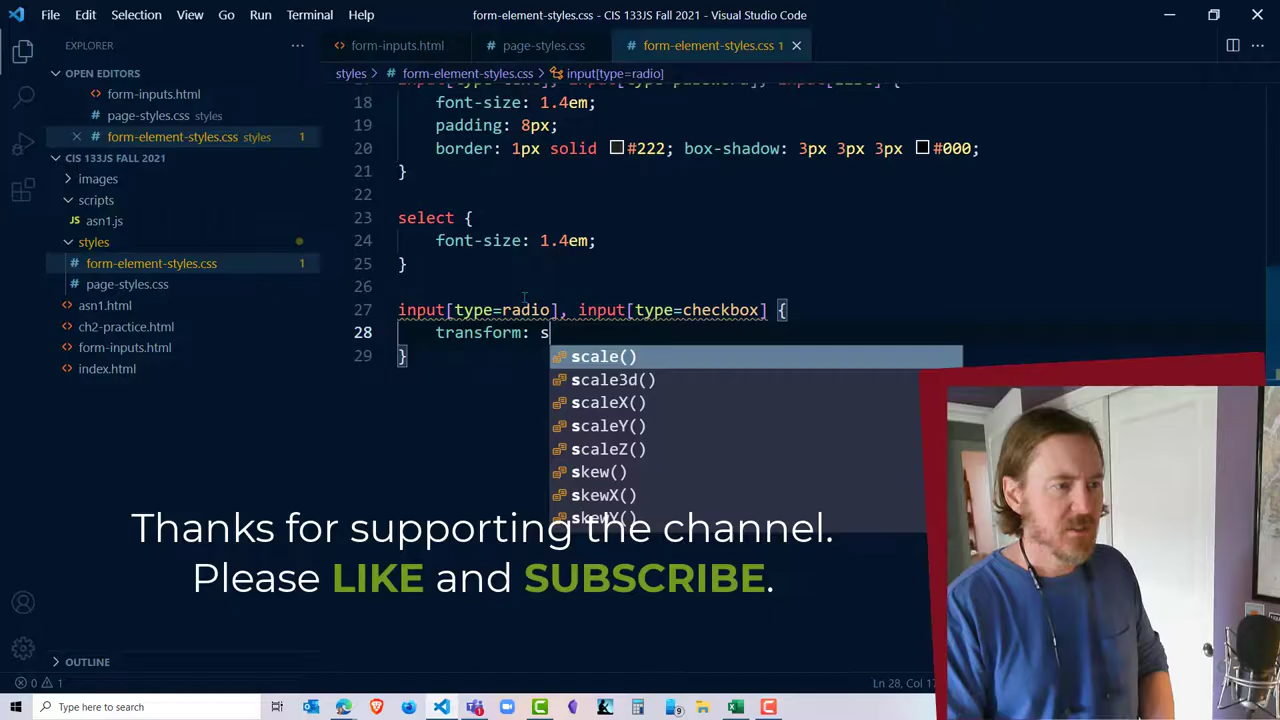 File Edit Selection View Go Run Terminal Help
form-element-styles.css - CIS 133JS Fall 2021 - Visual Studio Code
EXPLORER
OPEN EDITORS
form-inputs.html
page-styles.css styles
form-element-styles.css styles 1
CIS 133JS FALL 2021
images
scripts
JS asn1.js
styles
# form-element-styles.css 1
# page-styles.css
<> asn1.html
<> ch2-practice.html
<> form-inputs.html
<> index.html
OUTLINE
form-inputs.html # page-styles.css # form-element-styles.css 1
styles > # form-element-styles.css > input[type=radio]
18 font-size: 1.4em;
19 padding: 8px;
20 border: 1px solid #222; box-shadow: 3px 3px 3px #000;
21 }
22
23 select {
24 font-size: 1.4em;
25 }
26
27 input[type=radio], input[type=checkbox] {
28 transform: s
29 }
scale()
scale3d()
scaleX()
scaleY()
scaleZ()
skew()
skewX()
skewY()
Thanks for supporting the channel.
Please LIKE and SUBSCRIBE.
0 1
Ln 28, Col 17
Type here to search